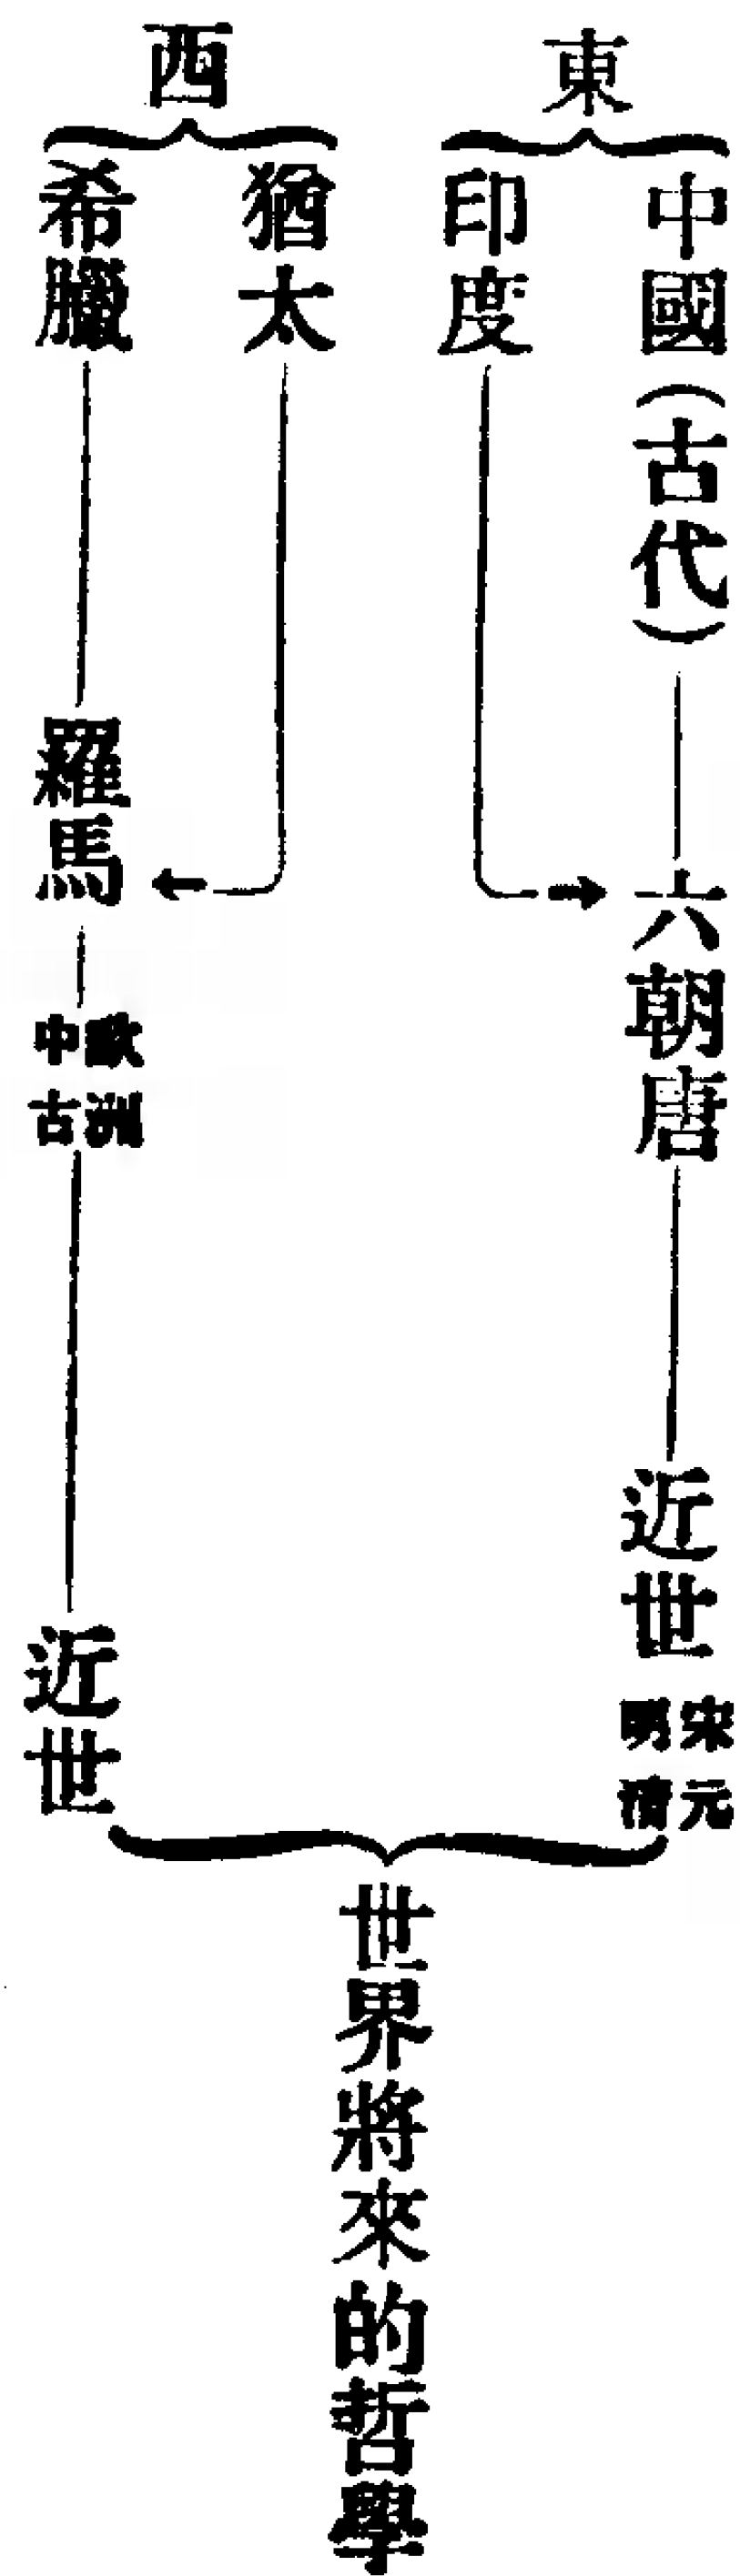 東
中國（古代）
六朝唐
近世
宋元
明清
印度
西
猶太
希臘
羅馬
歐洲
中古
近世
世界將來的哲學